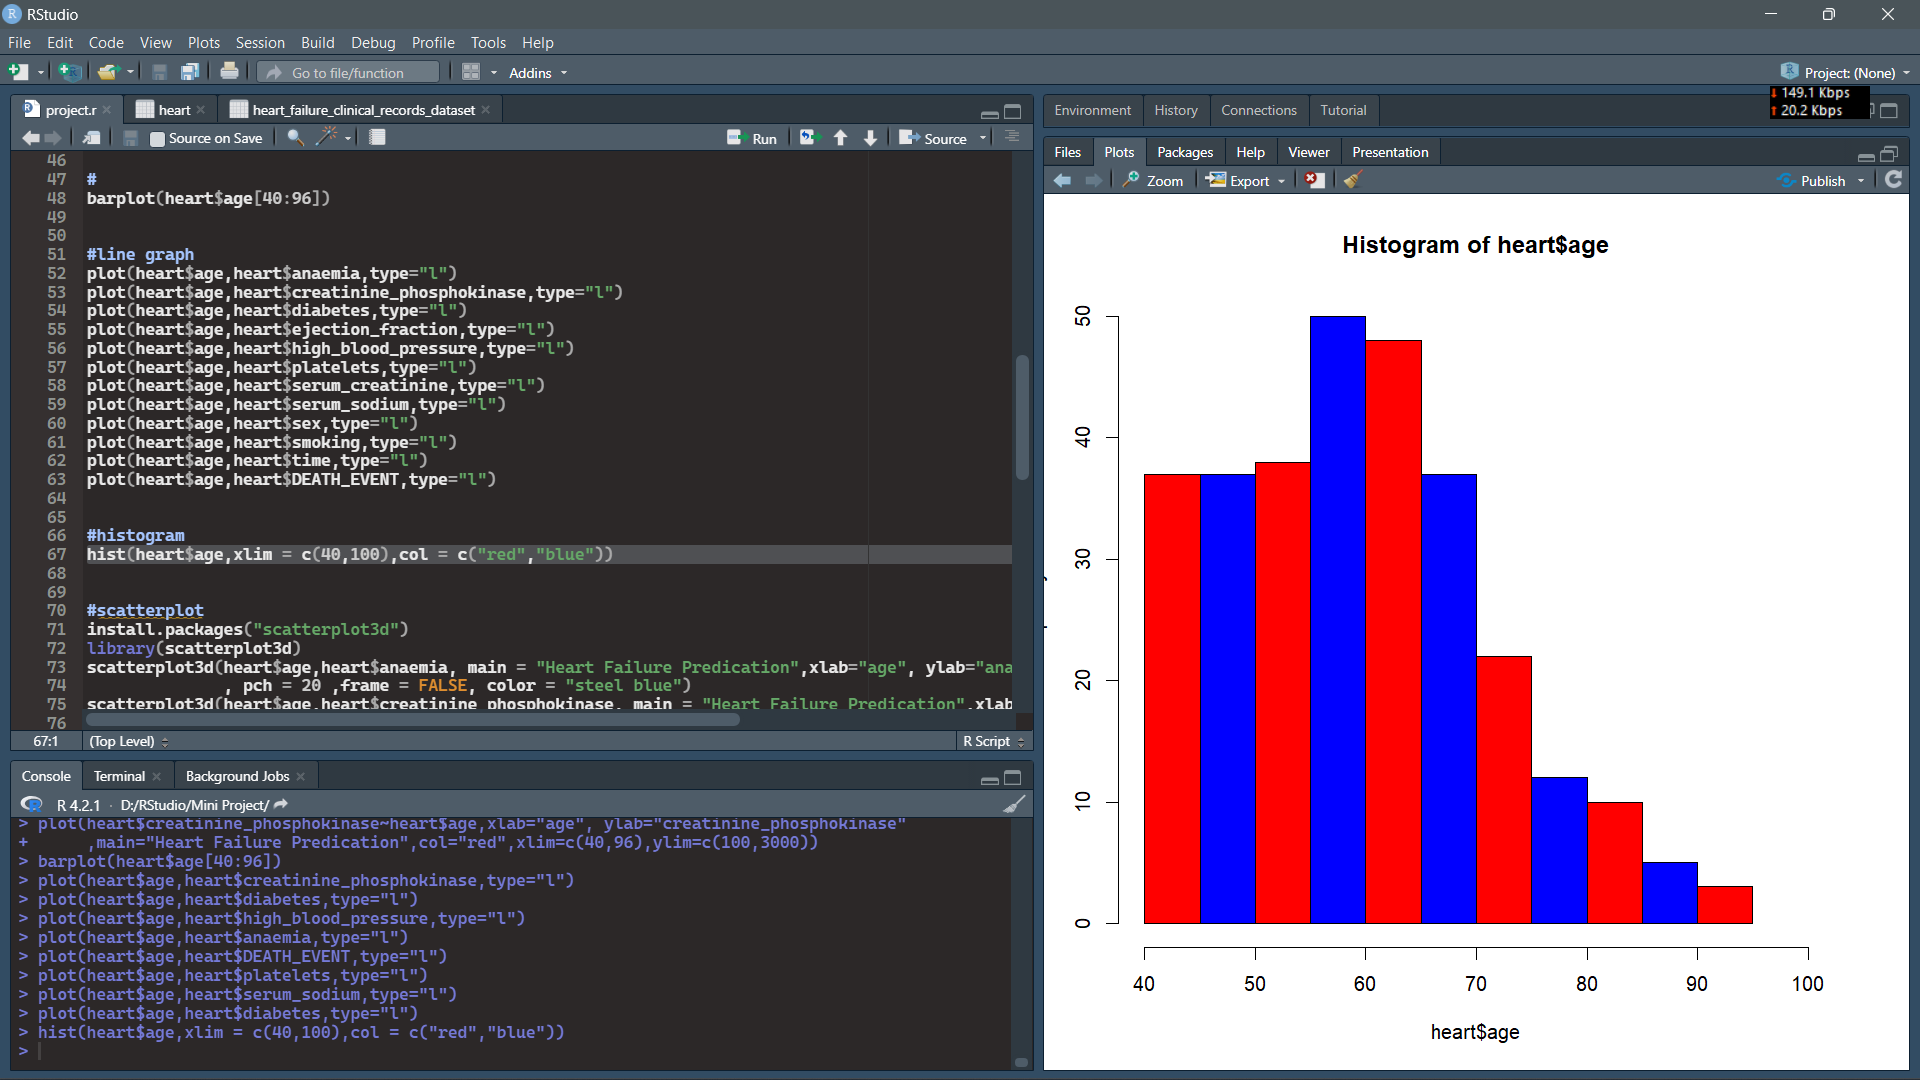 RStudio
File Edit Code View Plots Session Build Debug Profile Tools Help
Go to file/function Addins Project: (None)
149.1 Kbps
20.2 Kbps
project.r heart heart_failure_clinical_records_dataset
Source on Save Run Source
46
47 #
48 barplot(heart$age[40:96])
49
50
51 #line graph
52 plot(heart$age,heart$anaemia,type="l")
53 plot(heart$age,heart$creatinine_phosphokinase,type="l")
54 plot(heart$age,heart$diabetes,type="l")
55 plot(heart$age,heart$ejection_fraction,type="l")
56 plot(heart$age,heart$high_blood_pressure,type="l")
57 plot(heart$age,heart$platelets,type="l")
58 plot(heart$age,heart$serum_creatinine,type="l")
59 plot(heart$age,heart$serum_sodium,type="l")
60 plot(heart$age,heart$sex,type="l")
61 plot(heart$age,heart$smoking,type="l")
62 plot(heart$age,heart$time,type="l")
63 plot(heart$age,heart$DEATH_EVENT,type="l")
64
65
66 #histogram
67 hist(heart$age,xlim = c(40,100),col = c("red","blue"))
68
69
70 #scatterplot
71 install.packages("scatterplot3d")
72 library(scatterplot3d)
73 scatterplot3d(heart$age,heart$anaemia, main = "Heart Failure Predication",xlab="age", ylab="ana
74 , pch = 20 ,frame = FALSE, color = "steel blue")
75 scatterplot3d(heart$age,heart$creatinine_phosphokinase, main = "Heart Failure Predication",xlab
76
67:1 (Top Level) R Script
Console Terminal Background Jobs
R 4.2.1 · D:/RStudio/Mini Project/
> plot(heart$creatinine_phosphokinase~heart$age,xlab="age", ylab="creatinine_phosphokinase"
+ ,main="Heart Failure Predication",col="red",xlim=c(40,96),ylim=c(100,3000))
> barplot(heart$age[40:96])
> plot(heart$age,heart$creatinine_phosphokinase,type="l")
> plot(heart$age,heart$diabetes,type="l")
> plot(heart$age,heart$high_blood_pressure,type="l")
> plot(heart$age,heart$anaemia,type="l")
> plot(heart$age,heart$DEATH_EVENT,type="l")
> plot(heart$age,heart$platelets,type="l")
> plot(heart$age,heart$serum_sodium,type="l")
> plot(heart$age,heart$diabetes,type="l")
> hist(heart$age,xlim = c(40,100),col = c("red","blue"))
>
Environment History Connections Tutorial
Files Plots Packages Help Viewer Presentation
Zoom Export Publish
Histogram of heart$age
50
40
30
20
10
0
40 50 60 70 80 90 100
heart$age